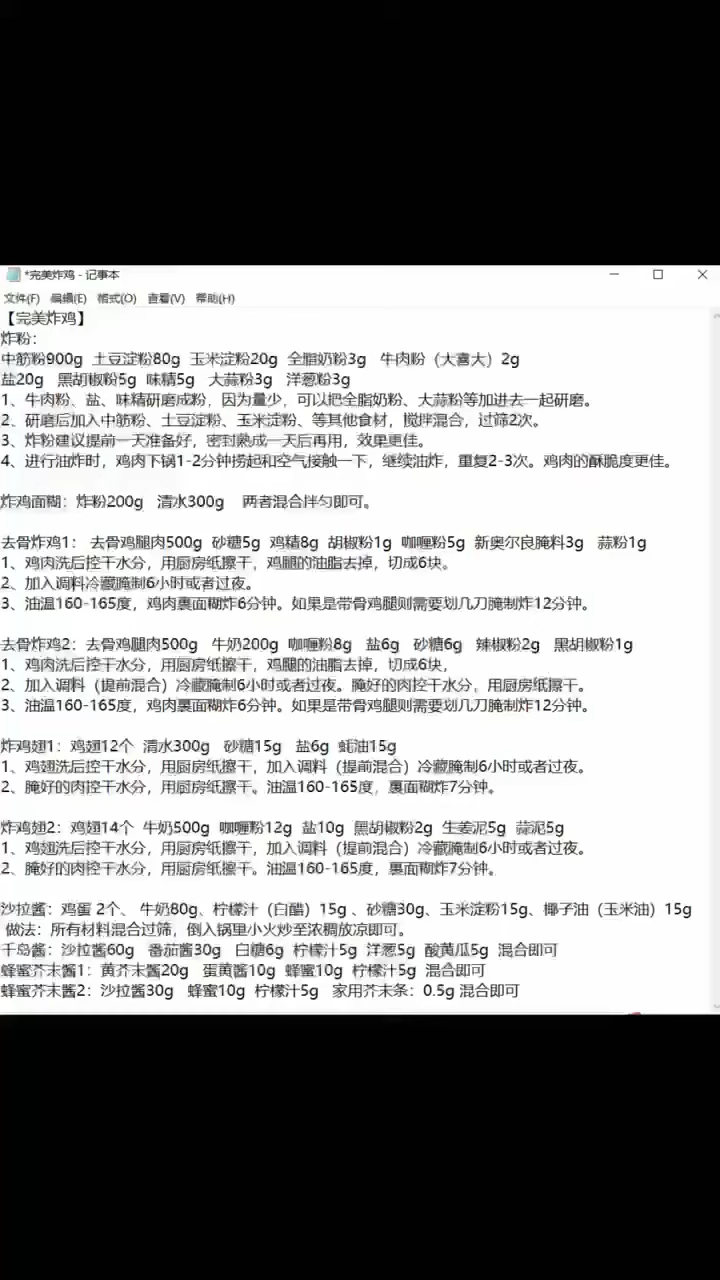 *完美炸鸡 - 记事本
文件(F) 编辑(E) 格式(O) 查看(V) 帮助(H)
【完美炸鸡】
炸粉：
中筋粉900g 土豆淀粉80g 玉米淀粉20g 全脂奶粉3g 牛肉粉（大喜大）2g
盐20g 黑胡椒粉5g 味精5g 大蒜粉3g 洋葱粉3g
1、牛肉粉、盐、味精研磨成粉，因为量少，可以把全脂奶粉、大蒜粉等加进去一起研磨。
2、研磨后加入中筋粉、土豆淀粉、玉米淀粉、等其他食材，搅拌混合，过筛2次。
3、炸粉建议提前一天准备好，密封熟成一天后再用，效果更佳。
4、进行油炸时，鸡肉下锅1-2分钟捞起和空气接触一下，继续油炸，重复2-3次。鸡肉的酥脆度更佳。
炸鸡面糊：炸粉200g 清水300g 两者混合拌匀即可。
去骨炸鸡1： 去骨鸡腿肉500g 砂糖5g 鸡精8g 胡椒粉1g 咖喱粉5g 新奥尔良腌料3g 蒜粉1g
1、鸡肉洗后控干水分，用厨房纸擦干，鸡腿的油脂去掉，切成6块。
2、加入调料冷藏腌制6小时或者过夜。
3、油温160-165度，鸡肉裹面糊炸6分钟。如果是带骨鸡腿则需要划几刀腌制炸12分钟。
去骨炸鸡2：去骨鸡腿肉500g 牛奶200g 咖喱粉8g 盐6g 砂糖6g 辣椒粉2g 黑胡椒粉1g
1、鸡肉洗后控干水分，用厨房纸擦干，鸡腿的油脂去掉，切成6块，
2、加入调料（提前混合）冷藏腌制6小时或者过夜。腌好的肉控干水分，用厨房纸擦干。
3、油温160-165度，鸡肉裹面糊炸6分钟。如果是带骨鸡腿则需要划几刀腌制炸12分钟。
炸鸡翅1：鸡翅12个 清水300g 砂糖15g 盐6g 蚝油15g
1、鸡翅洗后控干水分，用厨房纸擦干，加入调料（提前混合）冷藏腌制6小时或者过夜。
2、腌好的肉控干水分，用厨房纸擦干。油温160-165度，裹面糊炸7分钟。
炸鸡翅2：鸡翅14个 牛奶500g 咖喱粉12g 盐10g 黑胡椒粉2g 生姜泥5g 蒜泥5g
1、鸡翅洗后控干水分，用厨房纸擦干，加入调料（提前混合）冷藏腌制6小时或者过夜。
2、腌好的肉控干水分，用厨房纸擦干。油温160-165度，裹面糊炸7分钟。
沙拉酱：鸡蛋 2个、 牛奶80g、柠檬汁（白醋）15g 、砂糖30g、玉米淀粉15g、椰子油（玉米油）15g
做法：所有材料混合过筛，倒入锅里小火炒至浓稠放凉即可。
千岛酱：沙拉酱60g 番茄酱30g 白糖6g 柠檬汁5g 洋葱5g 酸黄瓜5g 混合即可
蜂蜜芥末酱1：黄芥末酱20g 蛋黄酱10g 蜂蜜10g 柠檬汁5g 混合即可
蜂蜜芥末酱2：沙拉酱30g 蜂蜜10g 柠檬汁5g 家用芥末条：0.5g 混合即可